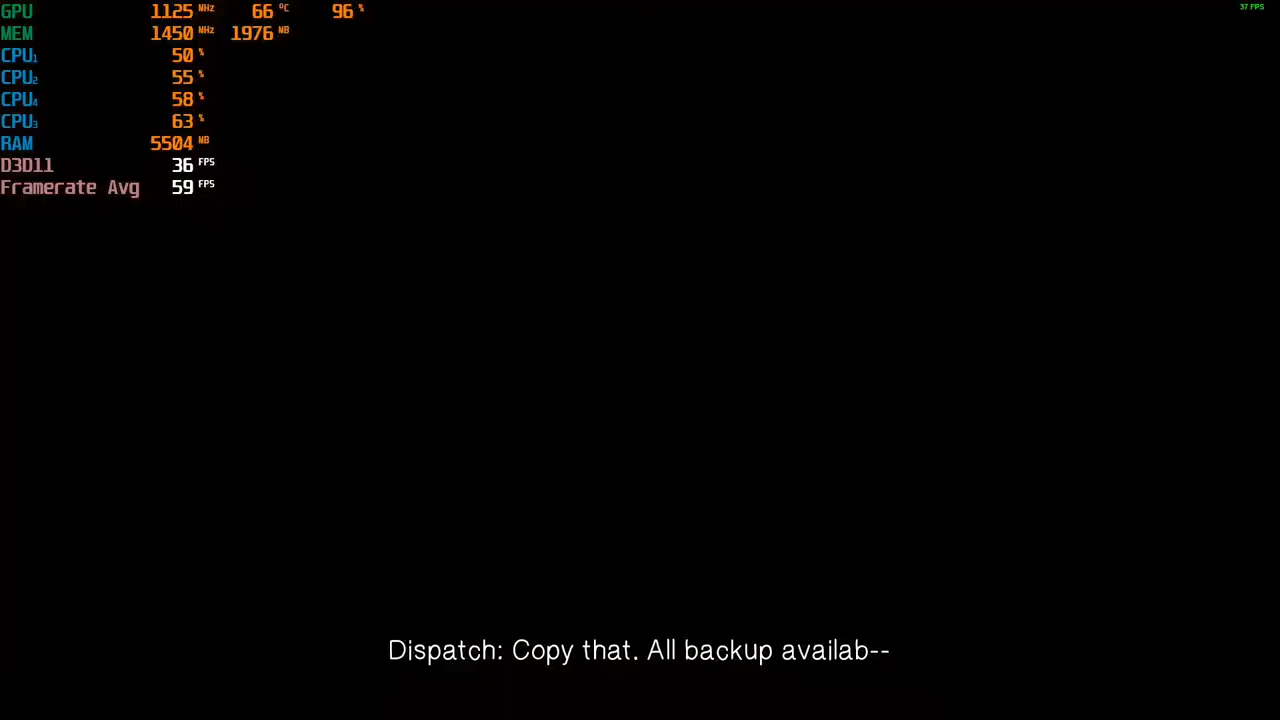 GPU 1125 MHz 66 °C 96 %
37 FPS
MEM 1450 MHz 1976 MB
CPU1 50 %
CPU2 55 %
CPU4 58 %
CPU3 63 %
RAM 5504 MB
D3D11 36 FPS
Framerate Avg 59 FPS
Dispatch: Copy that. All backup availab--